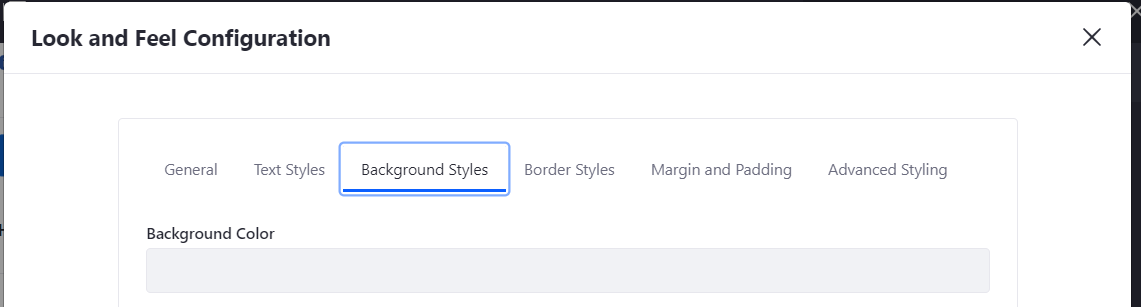 Look and Feel Configuration
General Text Styles Background Styles Border Styles Margin and Padding Advanced Styling
Background Color